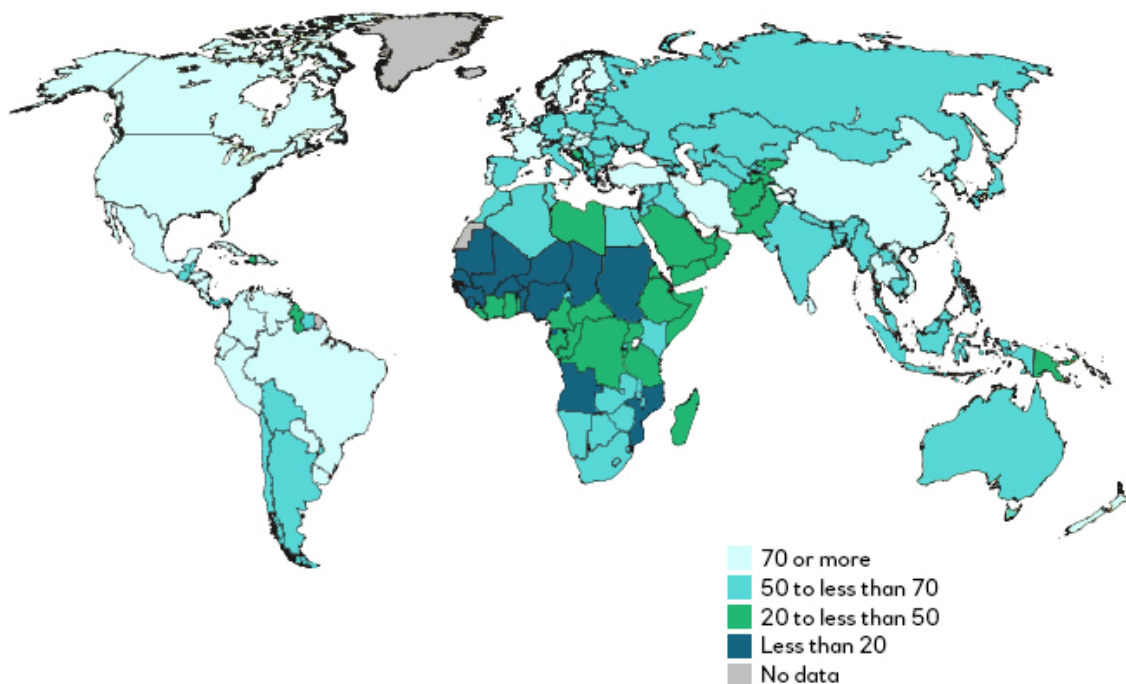 70 or more
50 to less than 70
20 to less than 50
Less than 20
No data